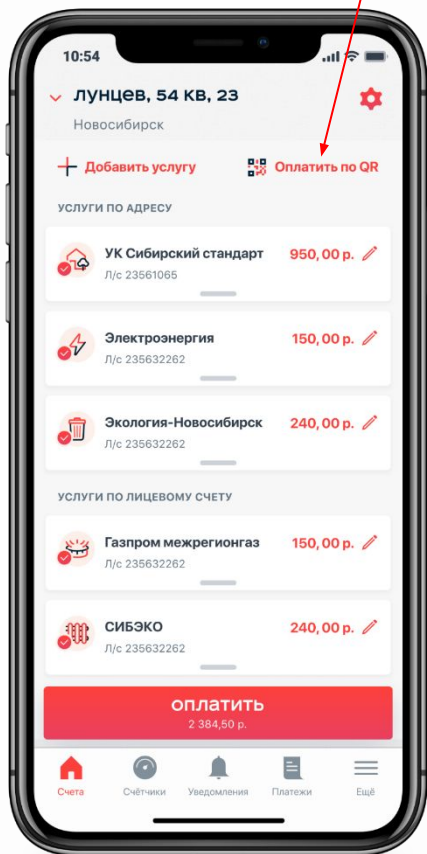 10:54
лунцев, 54 кв, 23
Новосибирск
Добавить услугу
Оплатить по QR
УСЛУГИ ПО АДРЕСУ
УК Сибирский стандарт 950,00 р.
Л/с 23561065
Электроэнергия 150,00 р.
Л/с 235632262
Экология-Новосибирск 240,00 р.
Л/с 235632262
УСЛУГИ ПО ЛИЦЕВОМУ СЧЕТУ
Газпром межрегионгаз 150,00 р.
Л/с 235632262
СИБЭКО 240,00 р.
Л/с 235632262
оплатить
2 384,50 р.
Счета Счётчики Уведомления Платежи Ещё